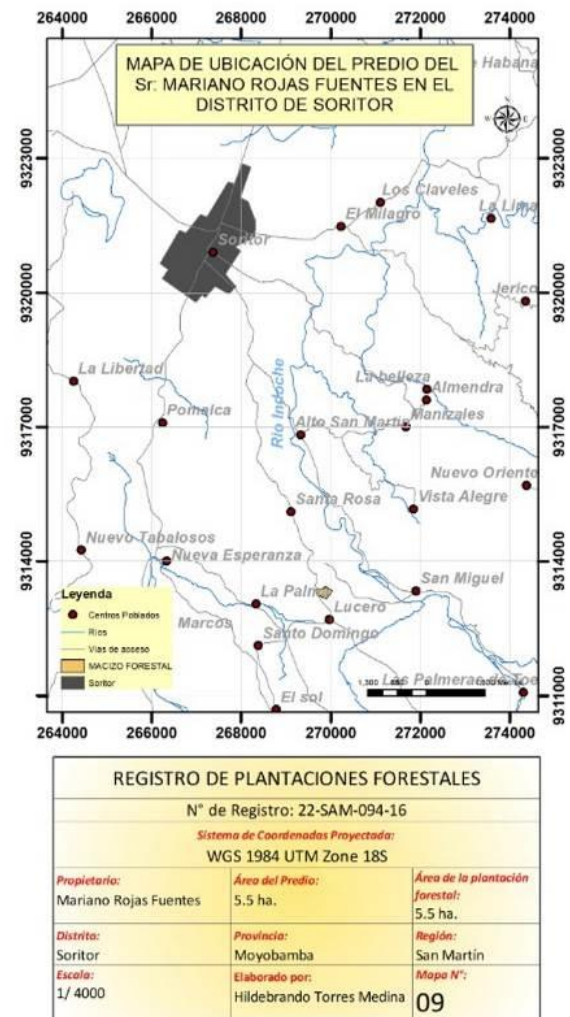 264000 266000 268000 270000 272000 274000
MAPA DE UBICACIÓN DEL PREDIO DEL
Sr: MARIANO ROJAS FUENTES EN EL
DISTRITO DE SORITOR
Habana
9323000
9323000
Los Claveles
El Milagro
La Lima
Soritor
9320000
9320000
Jerico
La Libertad
La belleza
Almendra
Pomalca
Río Indoche
Manizales
Alto San Martin
9317000
9317000
Nuevo Oriente
Santa Rosa
Vista Alegre
Nuevo Tabalosos
Nueva Esperanza
9314000
9314000
San Miguel
La Palma
Lucero
Marcos
Santo Domingo
Las Palmeras de Toe
El sol
9311000
9311000
Leyenda
Centros Poblados
Rios
Vias de acceso
MACIZO FORESTAL
Soritor
264000 266000 268000 270000 272000 274000
REGISTRO DE PLANTACIONES FORESTALES
N° de Registro: 22-SAM-094-16
Sistema de Coordenadas Proyectada:
WGS 1984 UTM Zone 18S
Propietario:
Mariano Rojas Fuentes
Área del Predio:
5.5 ha.
Área de la plantación
forestal:
5.5 ha.
Distrito:
Soritor
Provincia:
Moyobamba
Región:
San Martín
Escala:
1/ 4000
Elaborado por:
Hildebrando Torres Medina
Mapa N°:
09